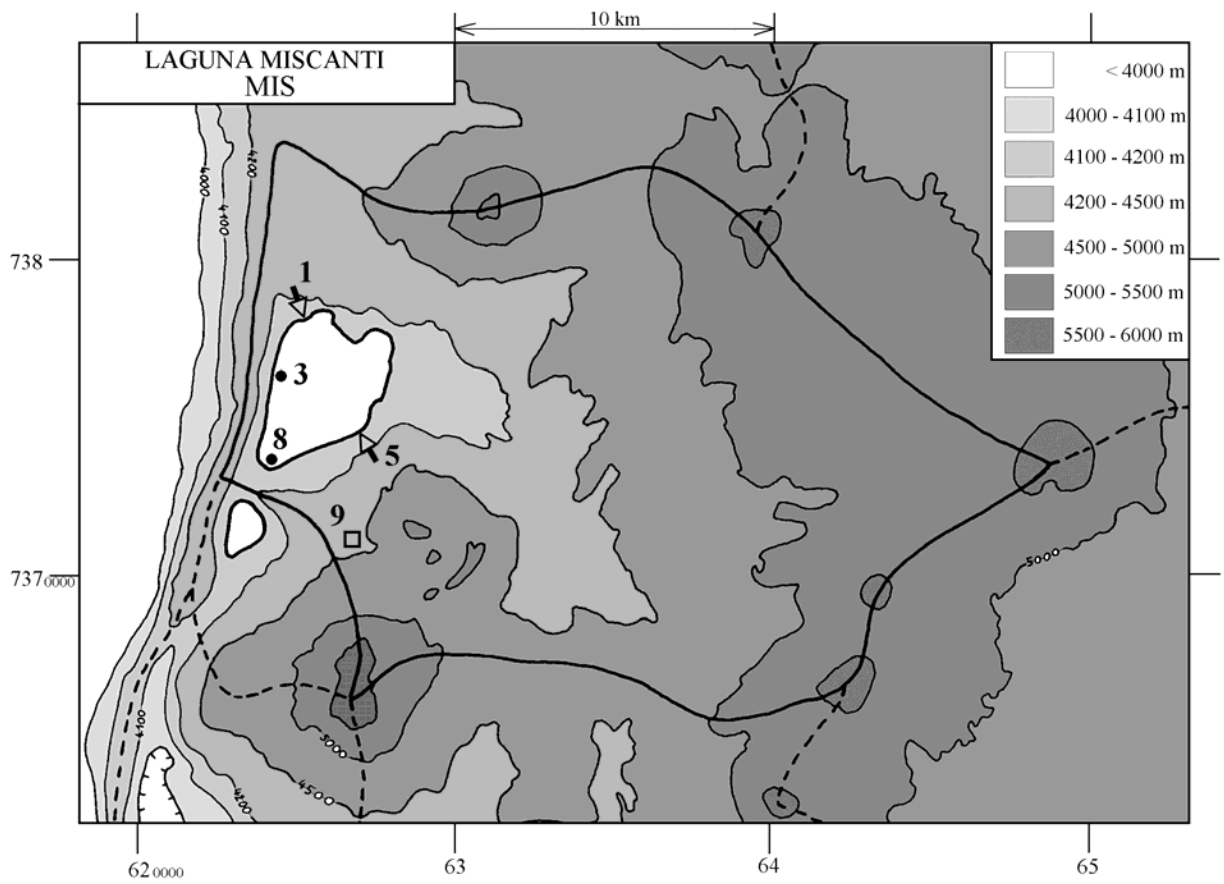 10 km
LAGUNA MISCANTI
MIS
< 4000 m
4000 - 4100 m
4100 - 4200 m
4200 - 4500 m
4500 - 5000 m
5000 - 5500 m
5500 - 6000 m
4000
4100
4200
738
1
3
8
5
9
737 0000
5000
5000
4500
4100
4200
62 0000
63
64
65